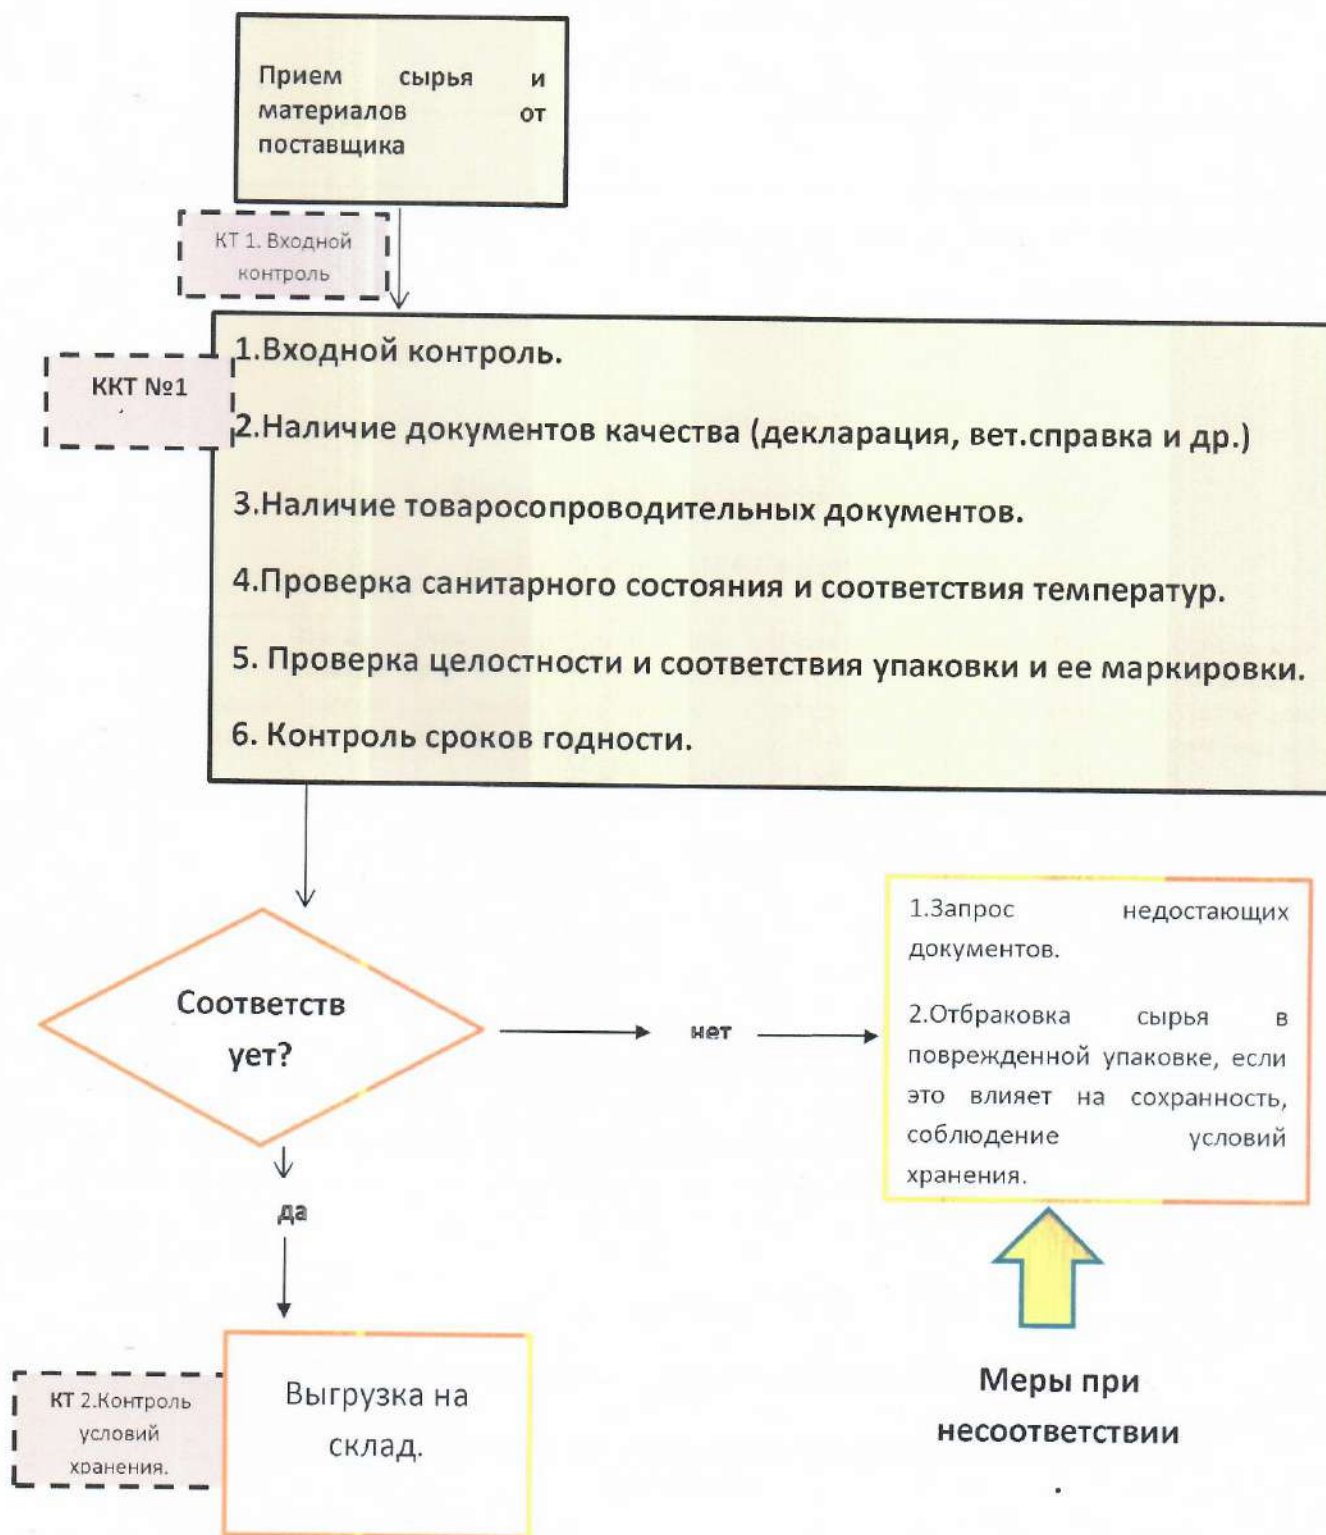 Прием сырья и
материалов от
поставщика
КТ 1. Входной
контроль
ККТ №1
1.Входной контроль.
2.Наличие документов качества (декларация, вет.справка и др.)
3.Наличие товаросопроводительных документов.
4.Проверка санитарного состояния и соответствия температур.
5. Проверка целостности и соответствия упаковки и ее маркировки.
6. Контроль сроков годности.
Соответств
ует?
нет
1.Запрос недостающих
документов.
2.Отбраковка сырья в
поврежденной упаковке, если
это влияет на сохранность,
соблюдение условий
хранения.
да
Меры при
несоответствии
.
КТ 2.Контроль
условий
хранения.
Выгрузка на
склад.